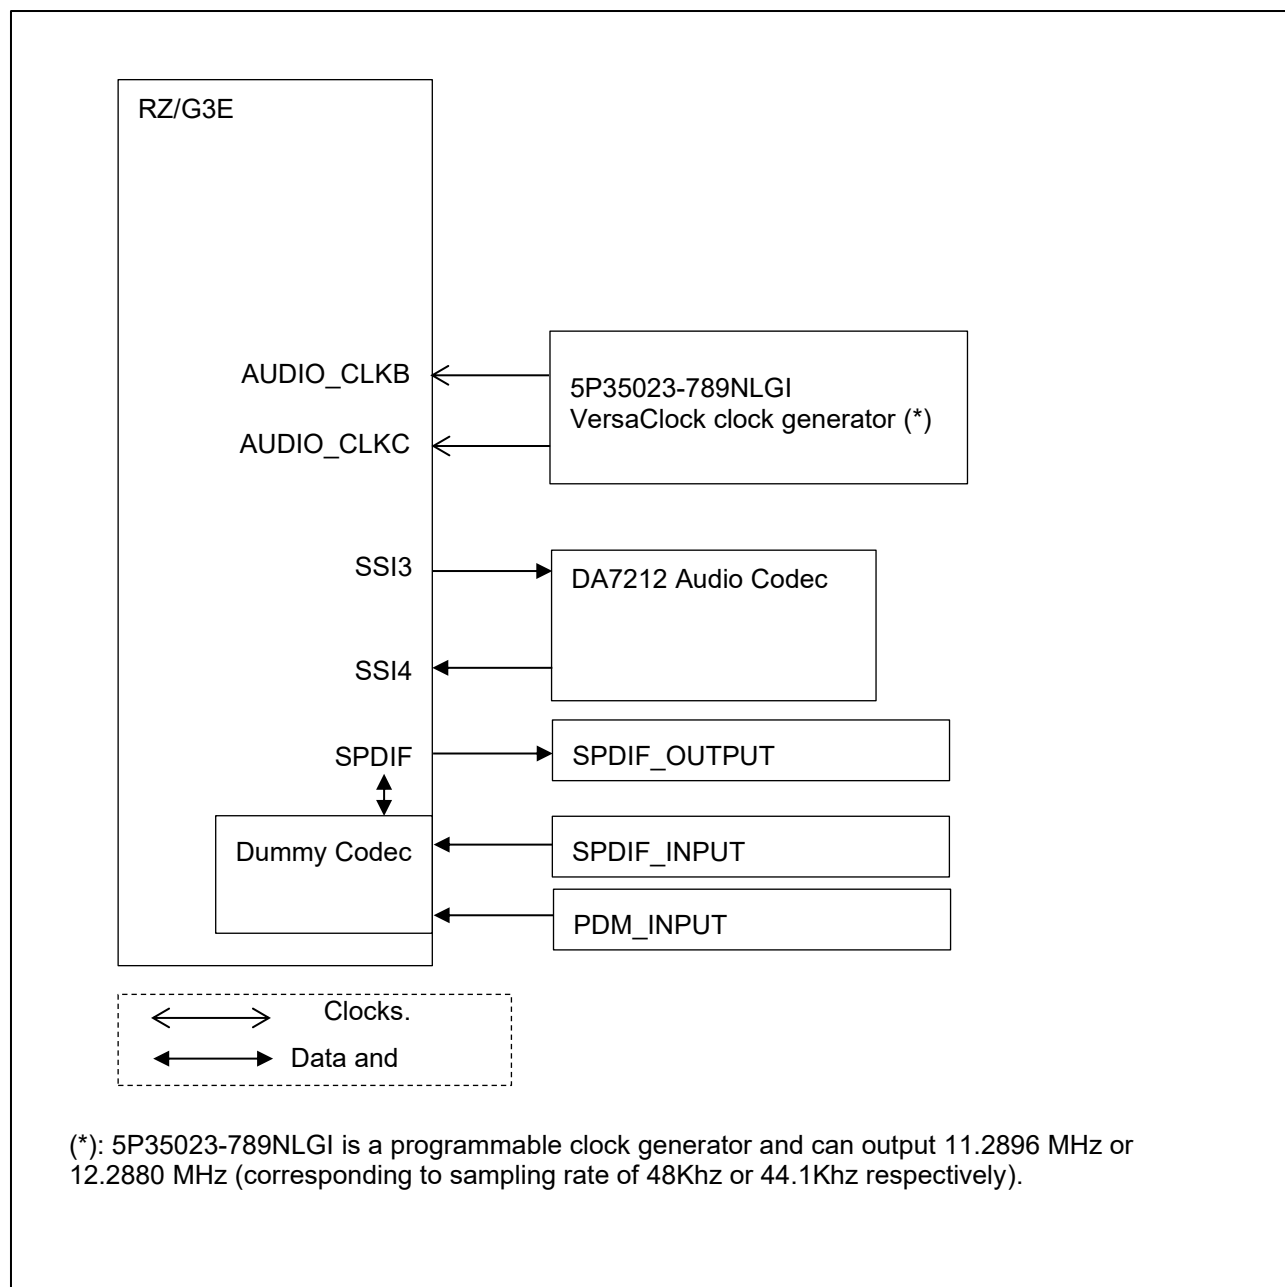 RZ/G3E
AUDIO_CLKB
5P35023-789NLGI
VersaClock clock generator (*)
AUDIO_CLKC
SSI3
DA7212 Audio Codec
SSI4
SPDIF
SPDIF_OUTPUT
Dummy Codec
SPDIF_INPUT
PDM_INPUT
Clocks.
Data and
(*): 5P35023-789NLGI is a programmable clock generator and can output 11.2896 MHz or
12.2880 MHz (corresponding to sampling rate of 48Khz or 44.1Khz respectively).